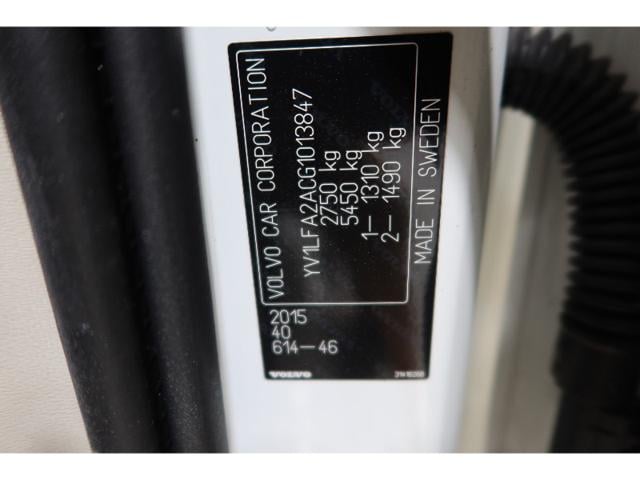 VOLVO CAR CORPORATION
YV1LFA2ACG1013847
2750 kg
5450 kg
1– 1310 kg
2– 1490 kg
MADE IN SWEDEN
2015
40
614–46
VOLVO